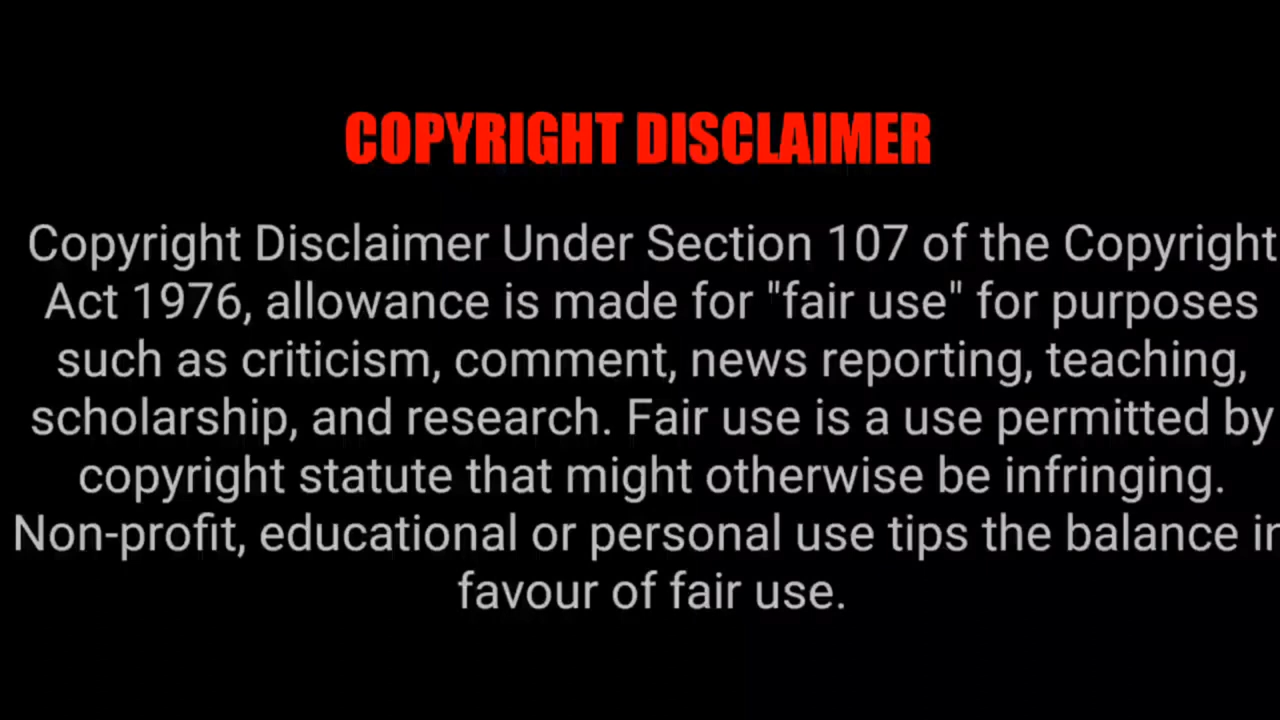 COPYRIGHT DISCLAIMER
Copyright Disclaimer Under Section 107 of the Copyright
Act 1976, allowance is made for "fair use" for purposes
such as criticism, comment, news reporting, teaching,
scholarship, and research. Fair use is a use permitted by
copyright statute that might otherwise be infringing.
Non-profit, educational or personal use tips the balance in
favour of fair use.